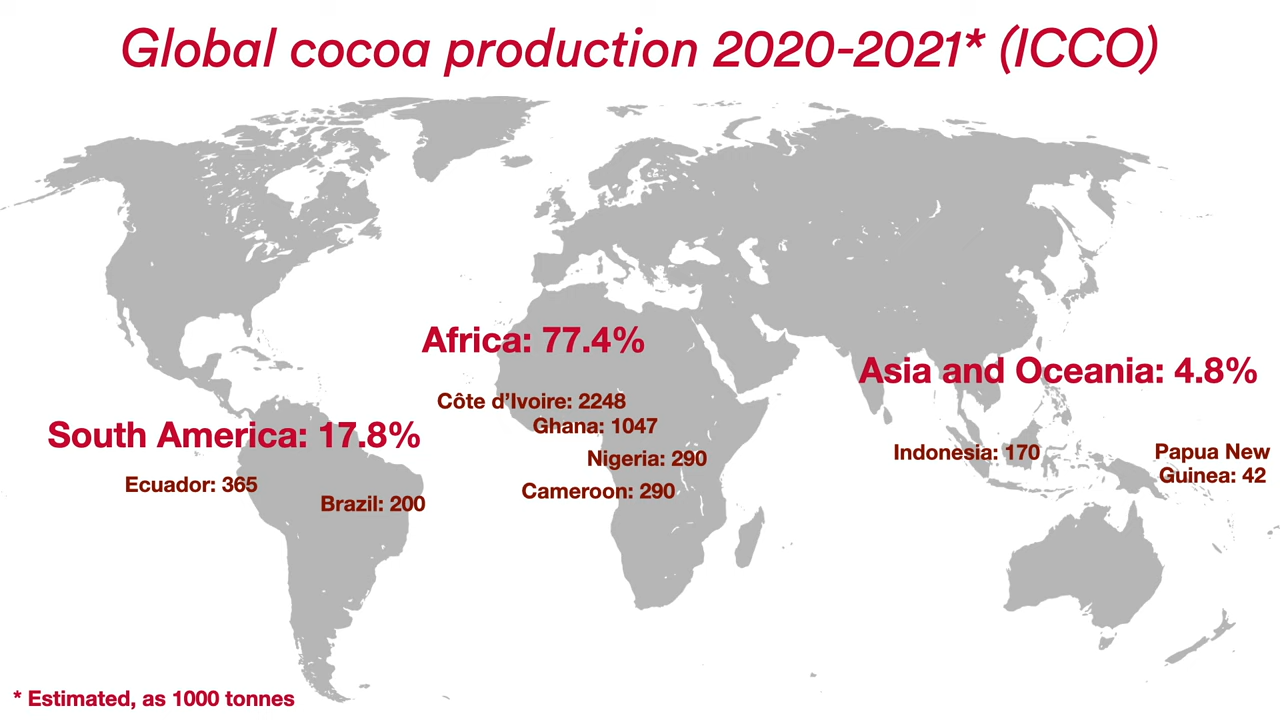 Global cocoa production 2020-2021* (ICCO)
Africa: 77.4%
Côte d’Ivoire: 2248
Ghana: 1047
Nigeria: 290
Cameroon: 290
Asia and Oceania: 4.8%
Indonesia: 170
Papua New
Guinea: 42
South America: 17.8%
Ecuador: 365
Brazil: 200
* Estimated, as 1000 tonnes